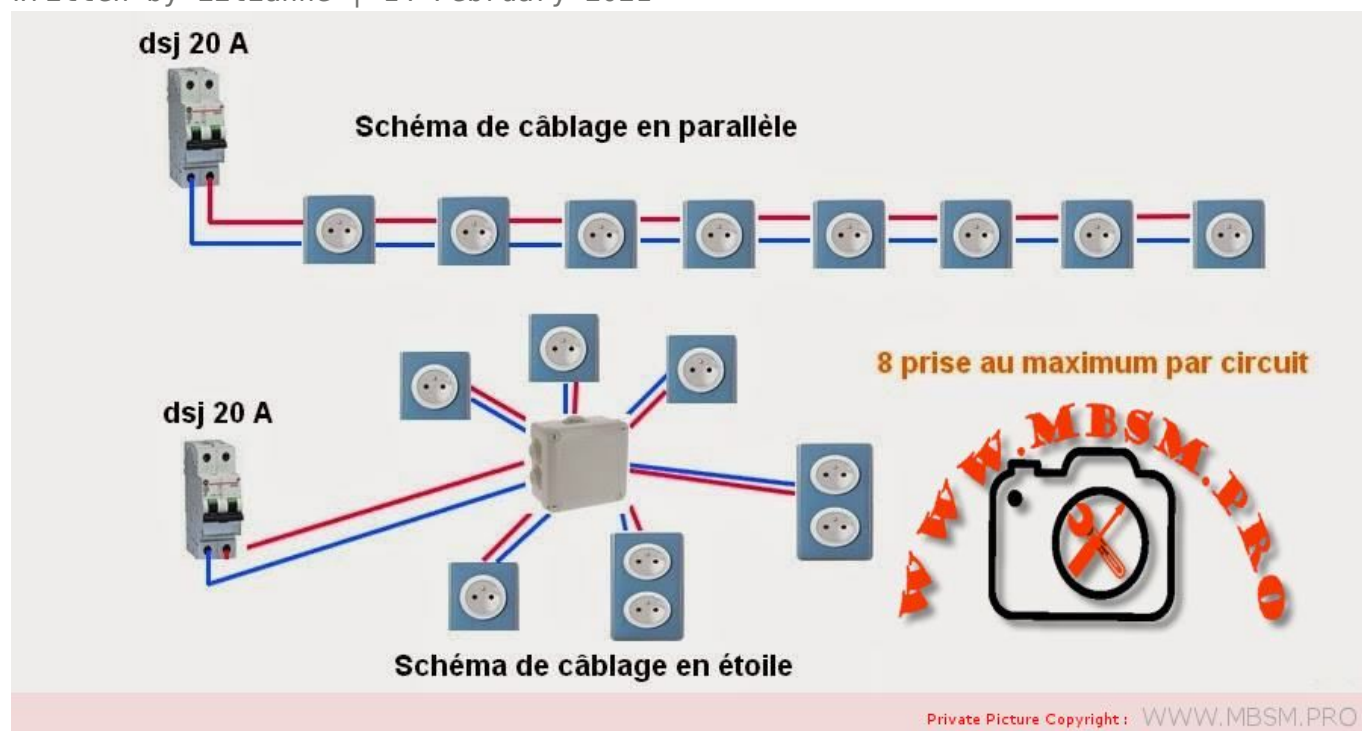 dsj 20 A
Schéma de câblage en parallèle
8 prise au maximum par circuit
dsj 20 A
WWW.MBSM.PRO
Schéma de câblage en étoile
Private Picture Copyright : WWW.MBSM.PRO